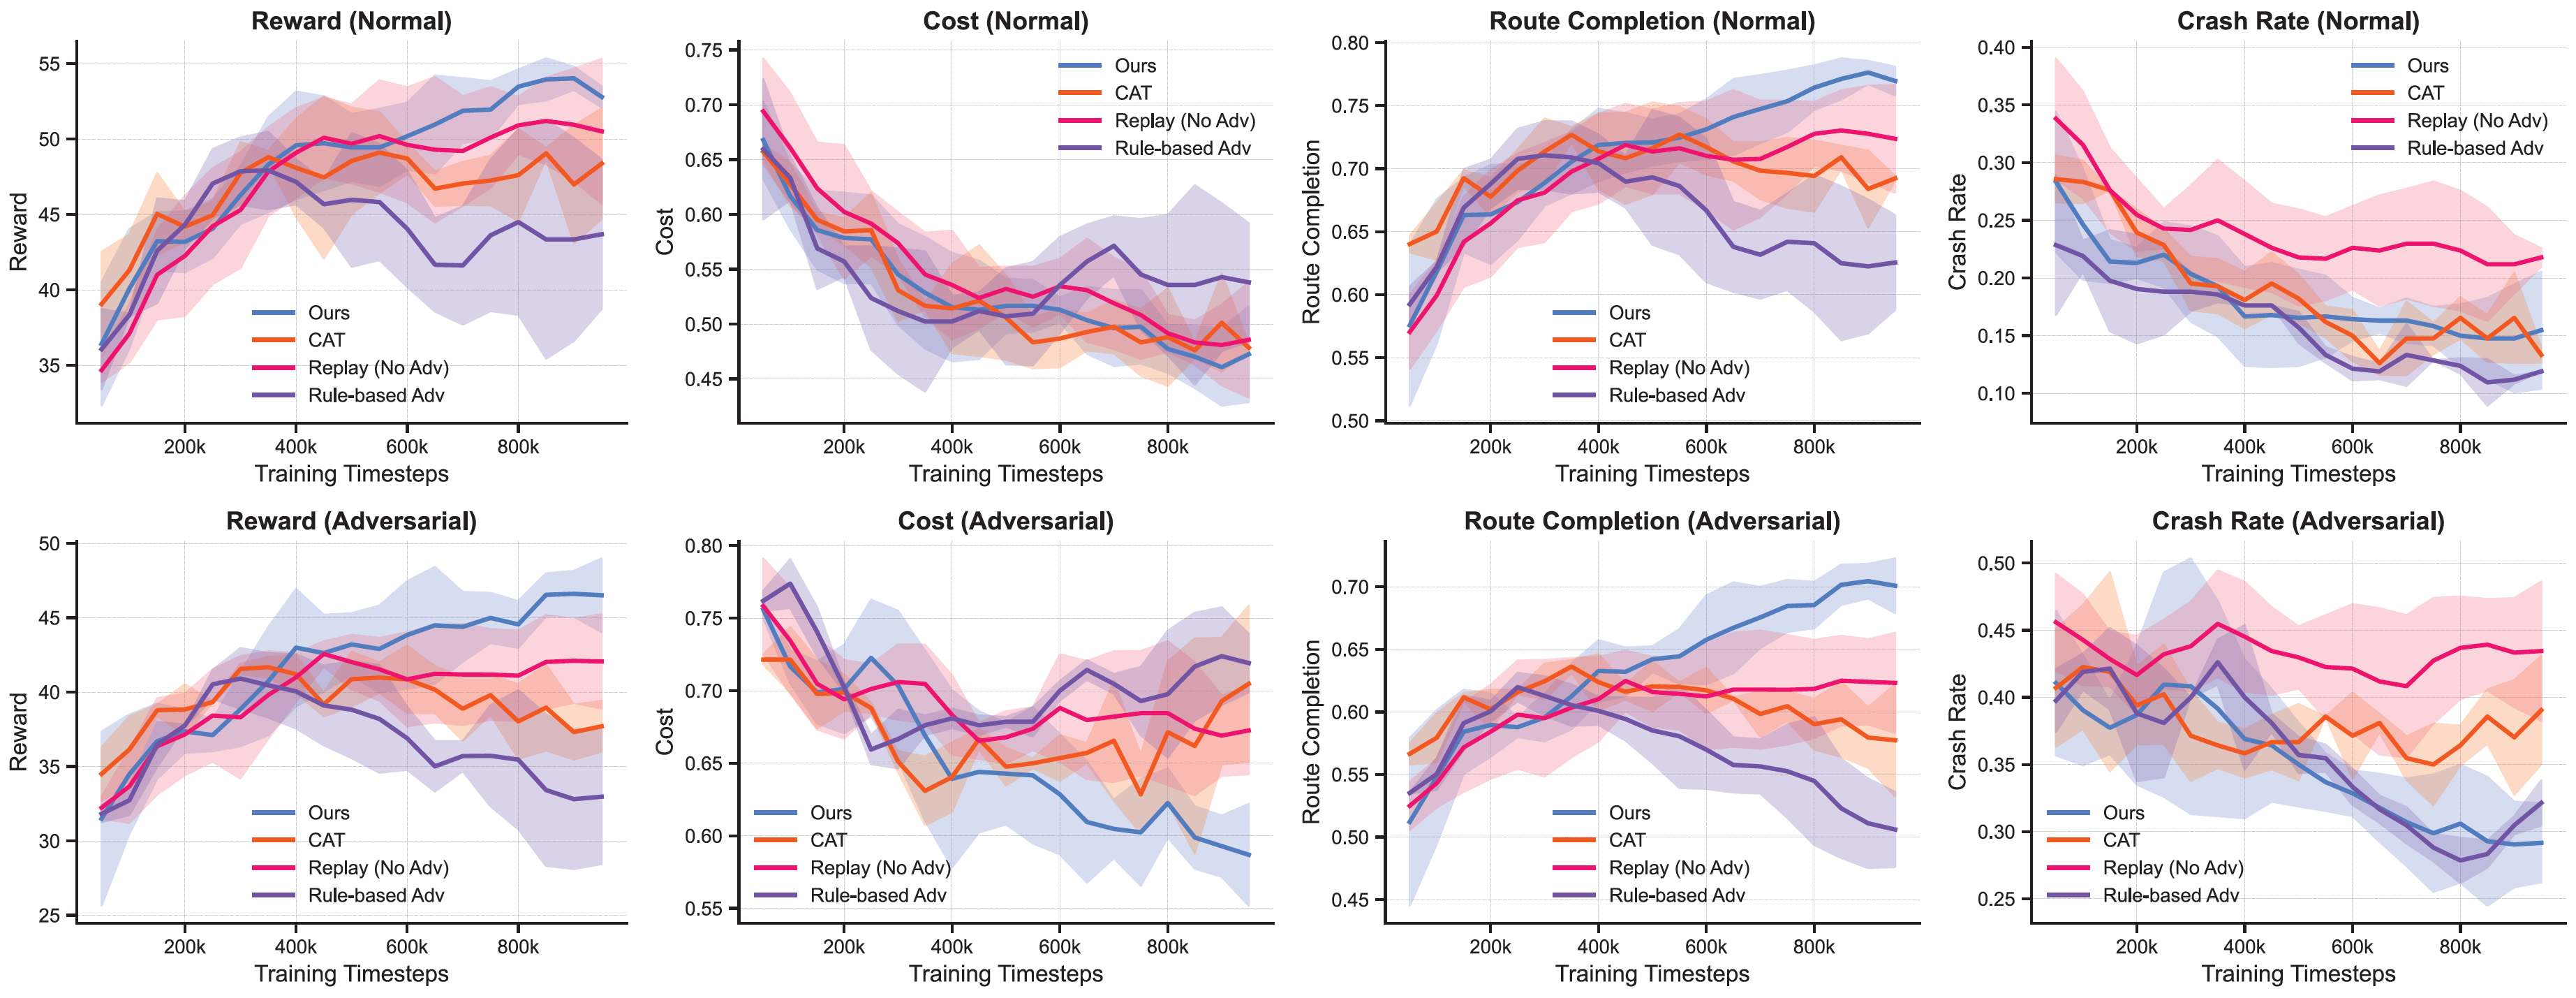 Reward (Normal)
55
50
45
40
35
Reward
200k 400k 600k 800k
Training Timesteps
Ours
CAT
Replay (No Adv)
Rule-based Adv
Cost (Normal)
0.75
0.70
0.65
0.60
0.55
0.50
0.45
Cost
200k 400k 600k 800k
Training Timesteps
Ours
CAT
Replay (No Adv)
Rule-based Adv
Route Completion (Normal)
0.80
0.75
0.70
0.65
0.60
0.55
0.50
Route Completion
200k 400k 600k 800k
Training Timesteps
Ours
CAT
Replay (No Adv)
Rule-based Adv
Crash Rate (Normal)
0.40
0.35
0.30
0.25
0.20
0.15
0.10
Crash Rate
200k 400k 600k 800k
Training Timesteps
Ours
CAT
Replay (No Adv)
Rule-based Adv
Reward (Adversarial)
50
45
40
35
30
25
Reward
200k 400k 600k 800k
Training Timesteps
Ours
CAT
Replay (No Adv)
Rule-based Adv
Cost (Adversarial)
0.80
0.75
0.70
0.65
0.60
0.55
Cost
200k 400k 600k 800k
Training Timesteps
Ours
CAT
Replay (No Adv)
Rule-based Adv
Route Completion (Adversarial)
0.70
0.65
0.60
0.55
0.50
0.45
Route Completion
200k 400k 600k 800k
Training Timesteps
Ours
CAT
Replay (No Adv)
Rule-based Adv
Crash Rate (Adversarial)
0.50
0.45
0.40
0.35
0.30
0.25
Crash Rate
200k 400k 600k 800k
Training Timesteps
Ours
CAT
Replay (No Adv)
Rule-based Adv